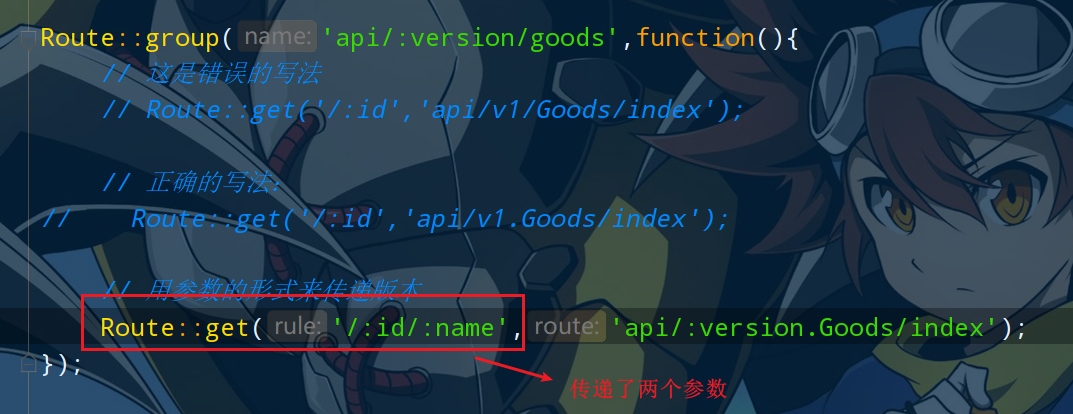 Route::group( name: 'api/:version/goods',function(){
// 这是错误的写法
// Route::get('/:id','api/v1/Goods/index');
// 正确的写法:
// Route::get('/:id','api/v1.Goods/index');
// 用参数的形式来传递版本
Route::get( rule: '/:id/:name', route: 'api/:version.Goods/index');
});
传递了两个参数